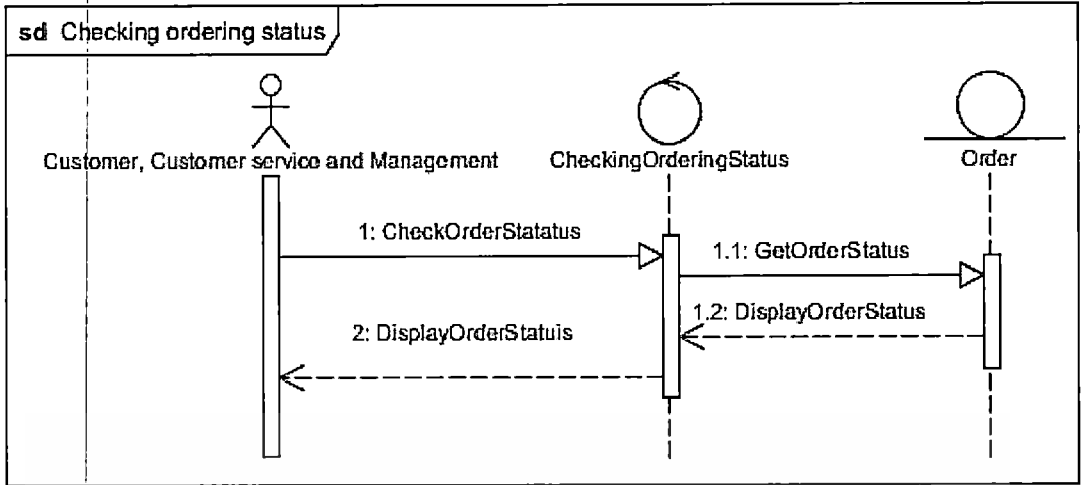 sd Checking ordering status
Customer, Customer service and Management
CheckingOrderingStatus
Order
1: CheckOrderStatatus
1.1: GetOrderStatus
1.2: DisplayOrderStatus
2: DisplayOrderStatuis